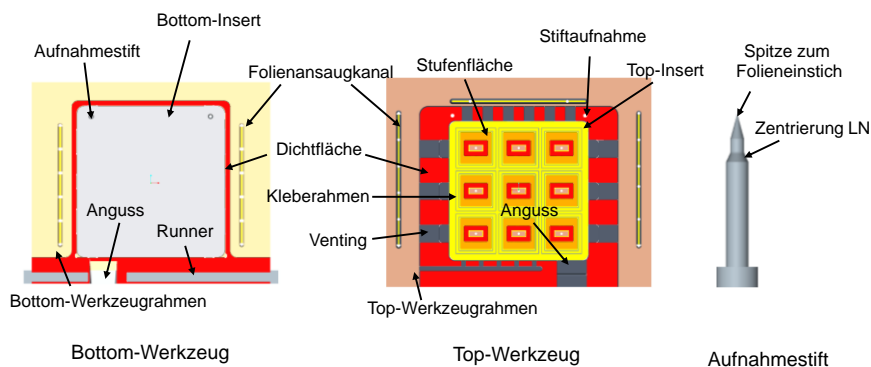 Bottom-Insert
Aufnahmestift
Folienansaugkanal
Dichtfläche
Kleberahmen
Anguss
Runner
Venting
Bottom-Werkzeugrahmen
Bottom-Werkzeug
Stufenfläche
Stiftaufnahme
Top-Insert
Anguss
Top-Werkzeugrahmen
Top-Werkzeug
Spitze zum
Folieneinstich
Zentrierung LN
Aufnahmestift